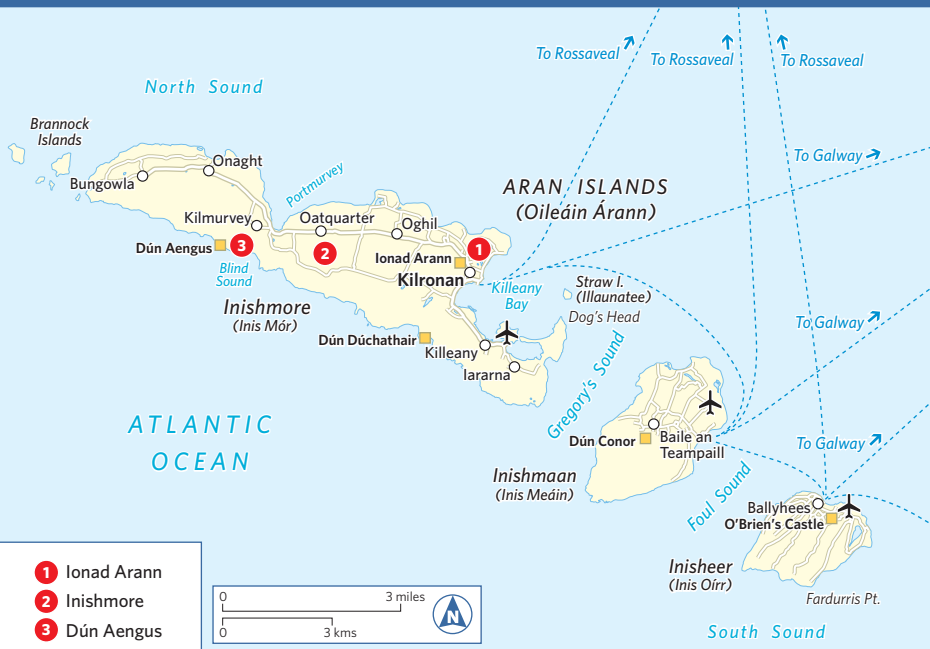 To Rossaveal
To Rossaveal
To Rossaveal
North Sound
Brannock
Islands
Onaght
Bungowla
Portmurvey
To Galway
ARAN ISLANDS
(Oileáin Árann)
Kilmurvey
Oatquarter
Oghil
Dún Aengus
3
2
1
Ionad Arann
Kilronan
Blind
Sound
Inishmore
(Inis Mór)
Killeany
Bay
Straw I.
(Illaunatee)
Dog's Head
To Galway
Dún Dúchathair
Killeany
Iararna
Gregory's Sound
ATLANTIC
OCEAN
Dún Conor
Baile an
Teampaill
To Galway
Inishmaan
(Inis Meáin)
Foul Sound
Ballyhees
O'Brien's Castle
Inisheer
(Inis Oírr)
Fardurris Pt.
South Sound
1 Ionad Arann
2 Inishmore
3 Dún Aengus
0 3 miles
0 3 kms
N